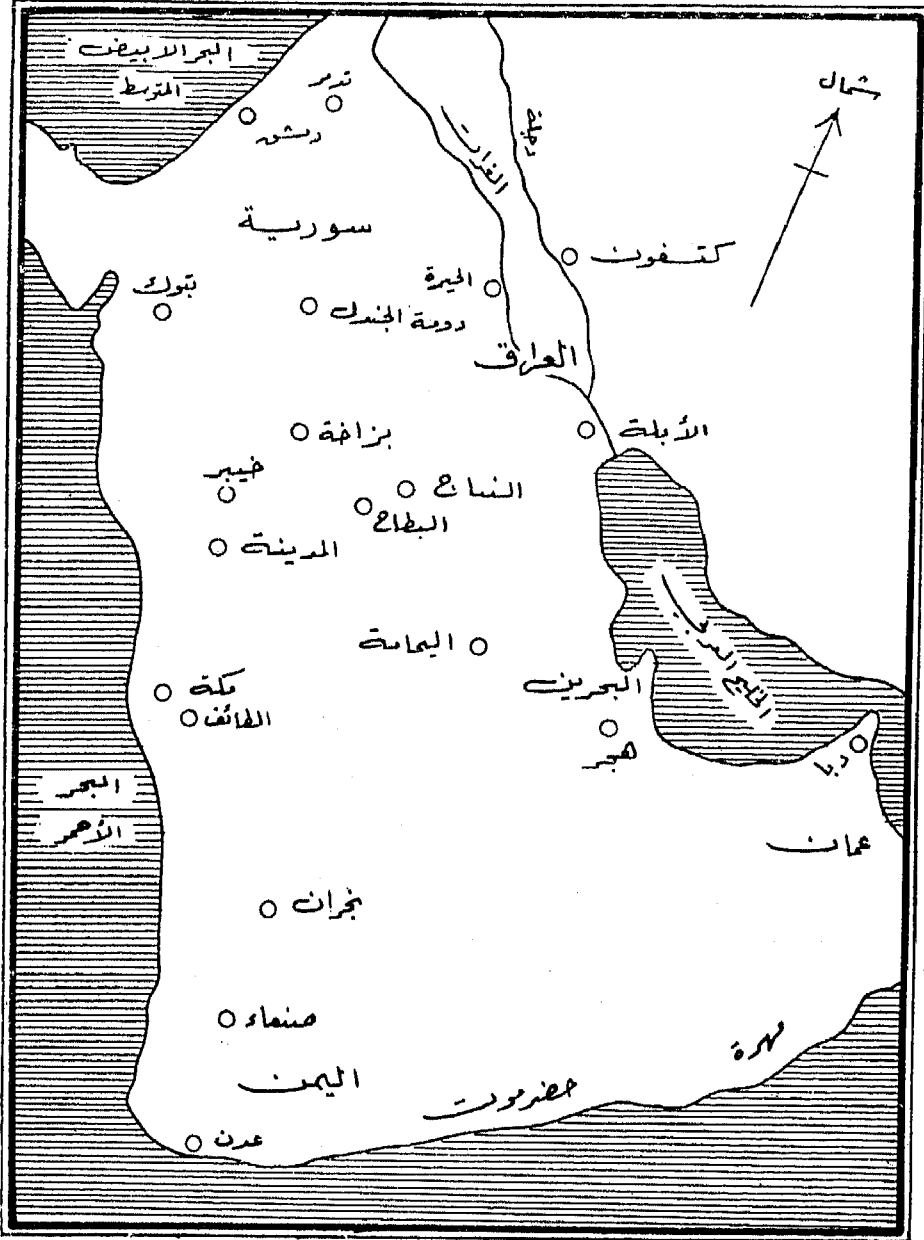 البحر الابيض
المتوسط
تدمر
دمشق
شمال
دجلة
الفرات
سورية
كتسفون
الحيرة
تبوك
دومة الجندل
العراق
بزاخة
الأبلة
خيبر
النباج
البطاح
المدينة
الخليج العربي
اليمامة
مكة
البحرين
الطائف
هجر
دبا
البحر
الأحمر
عمان
نجران
صنعاء
مهرة
اليمن
حضرموت
عدن